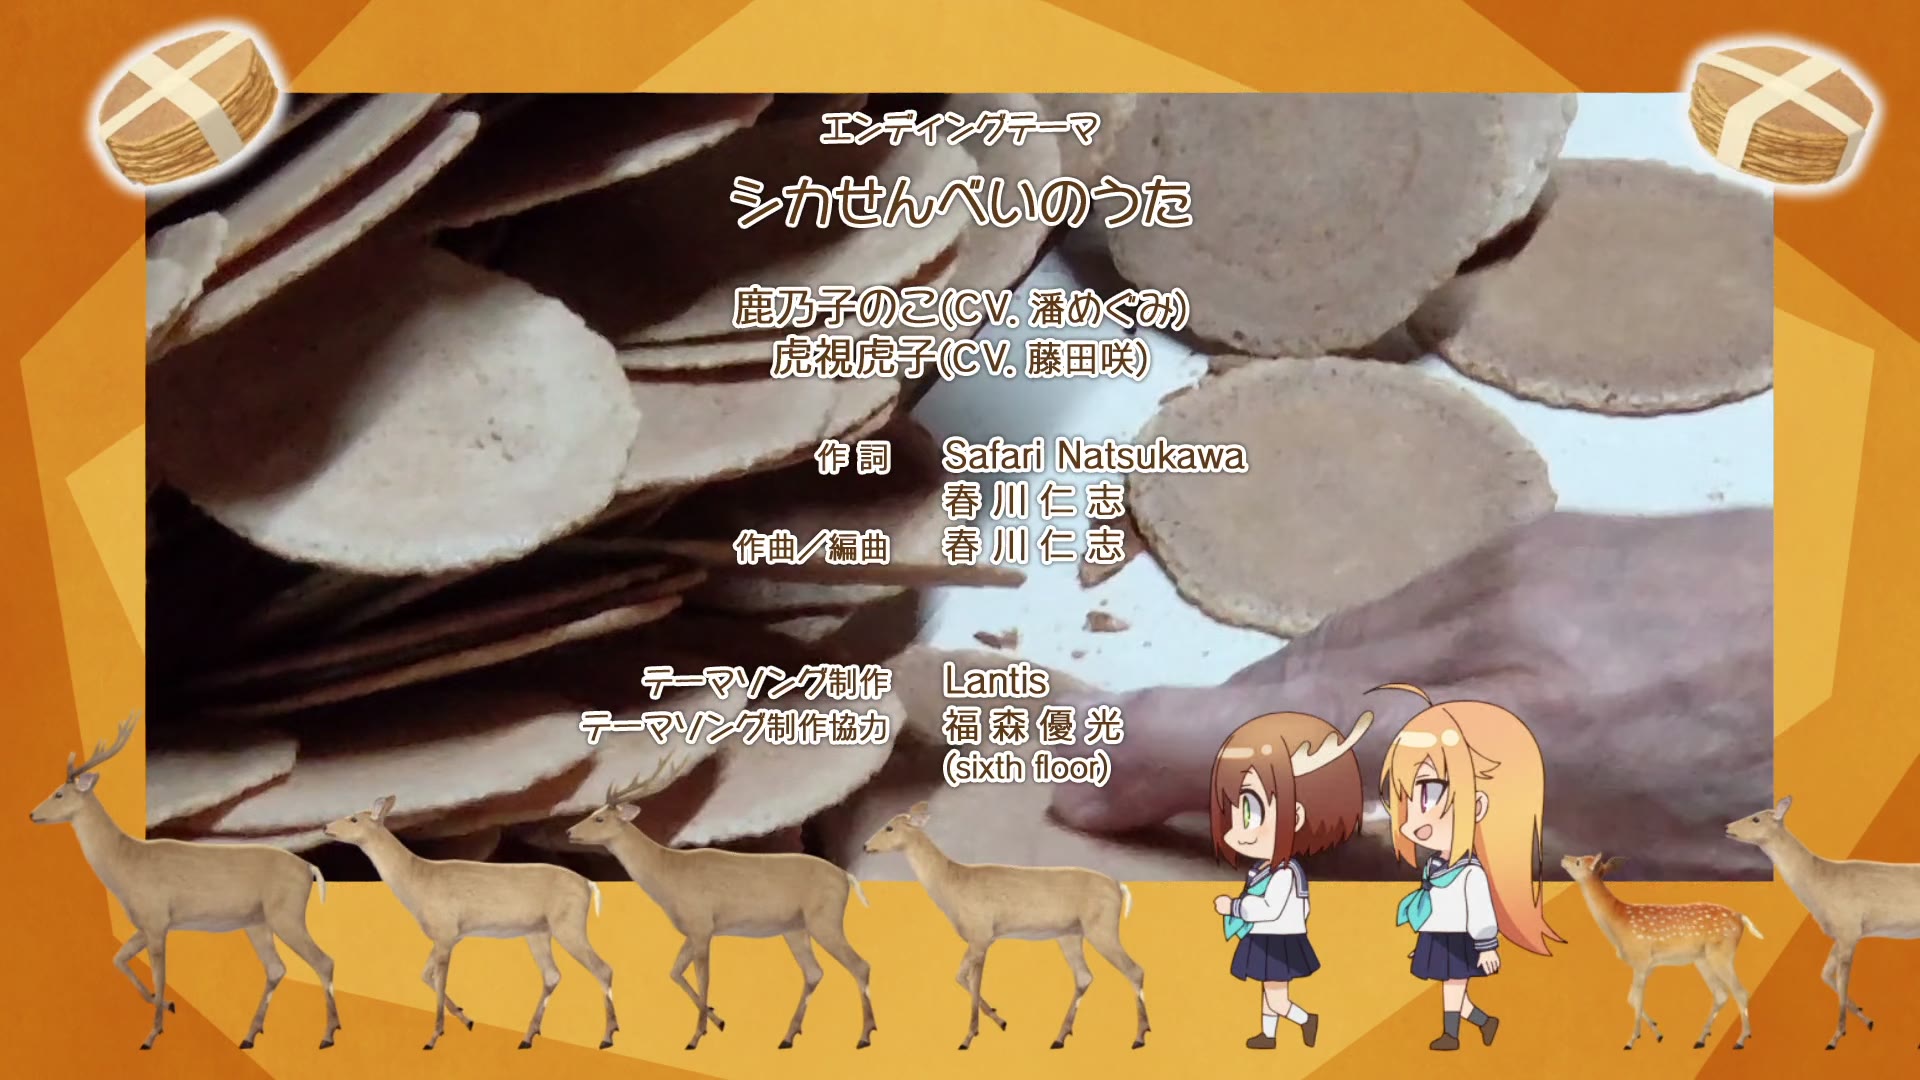 エンディングテーマ
シカせんべいのうた
鹿乃子のこ(CV. 潘めぐみ)
虎視虎子(CV. 藤田咲)
作 詞 Safari Natsukawa
春 川 仁 志
作曲／編曲 春 川 仁 志
テーマソング制作 Lantis
テーマソング制作協力 福 森 優 光
(sixth floor)